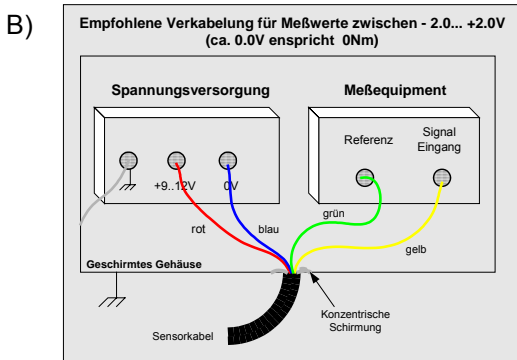 B)
Empfohlene Verkabelung für Meßwerte zwischen - 2.0... +2.0V
(ca. 0.0V enspricht 0Nm)
Spannungsversorgung
Meßequipment
Referenz
Signal
Eingang
+9..12V
0V
grün
rot
blau
gelb
Geschirmtes Gehäuse
Konzentrische
Schirmung
Sensorkabel